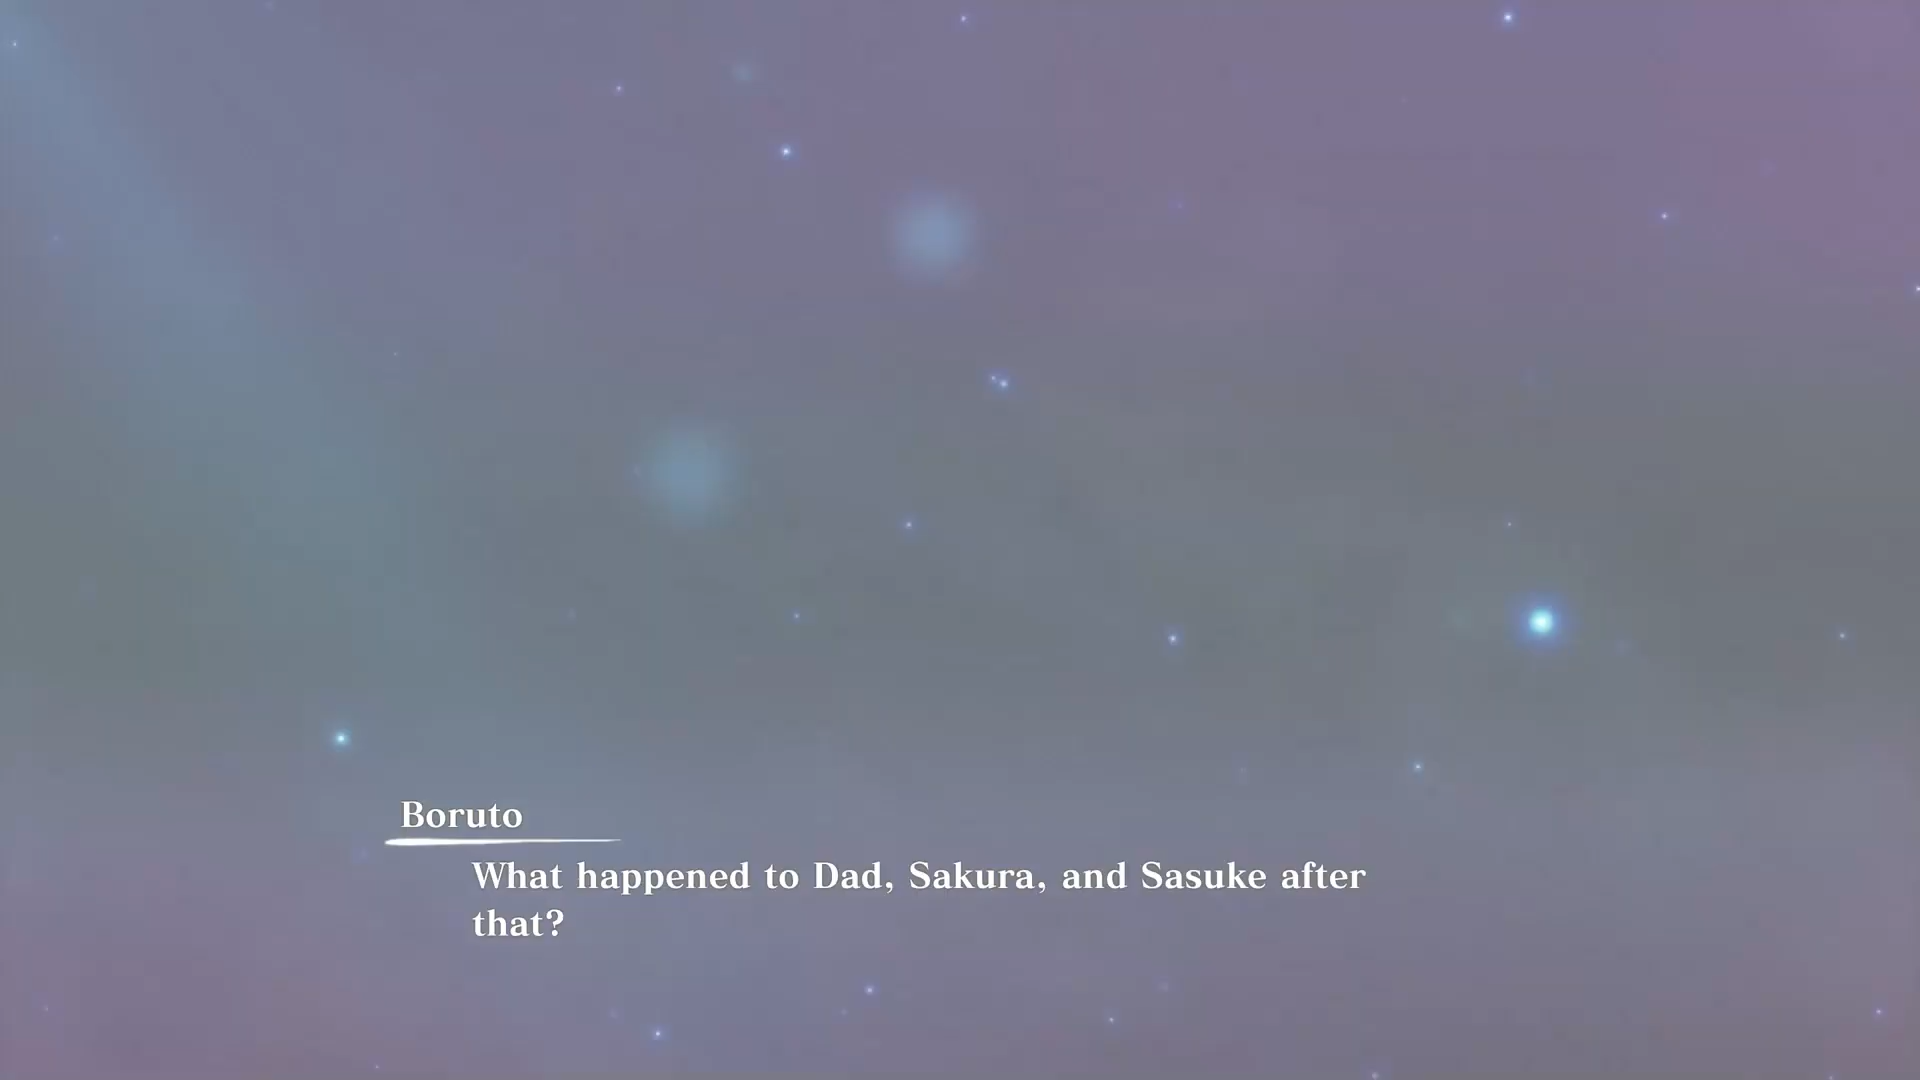 Boruto
What happened to Dad, Sakura, and Sasuke after
that?